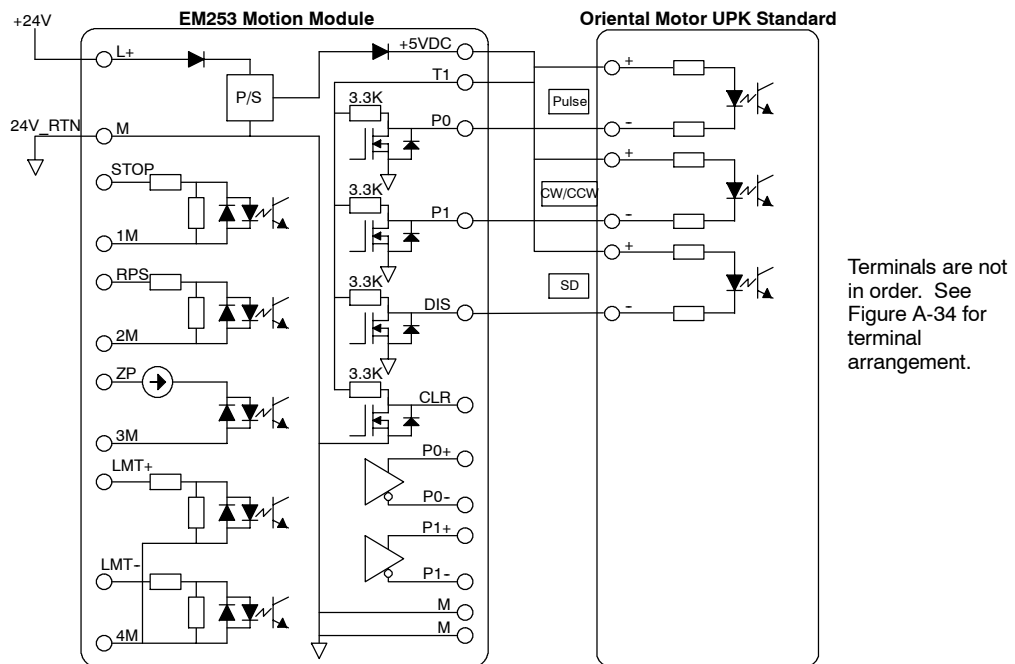 EM253 Motion Module
Oriental Motor UPK Standard
+24V
L+
+5VDC
+
T1
P/S
3.3K
Pulse
P0
-
24V_RTN
M
+
STOP
3.3K
CW/CCW
P1
-
1M
+
RPS
3.3K
SD
DIS
-
2M
ZP
3.3K
CLR
3M
P0+
LMT+
P0-
P1+
LMT-
P1-
M
4M
M
Terminals are not
in order. See
Figure A-34 for
terminal
arrangement.